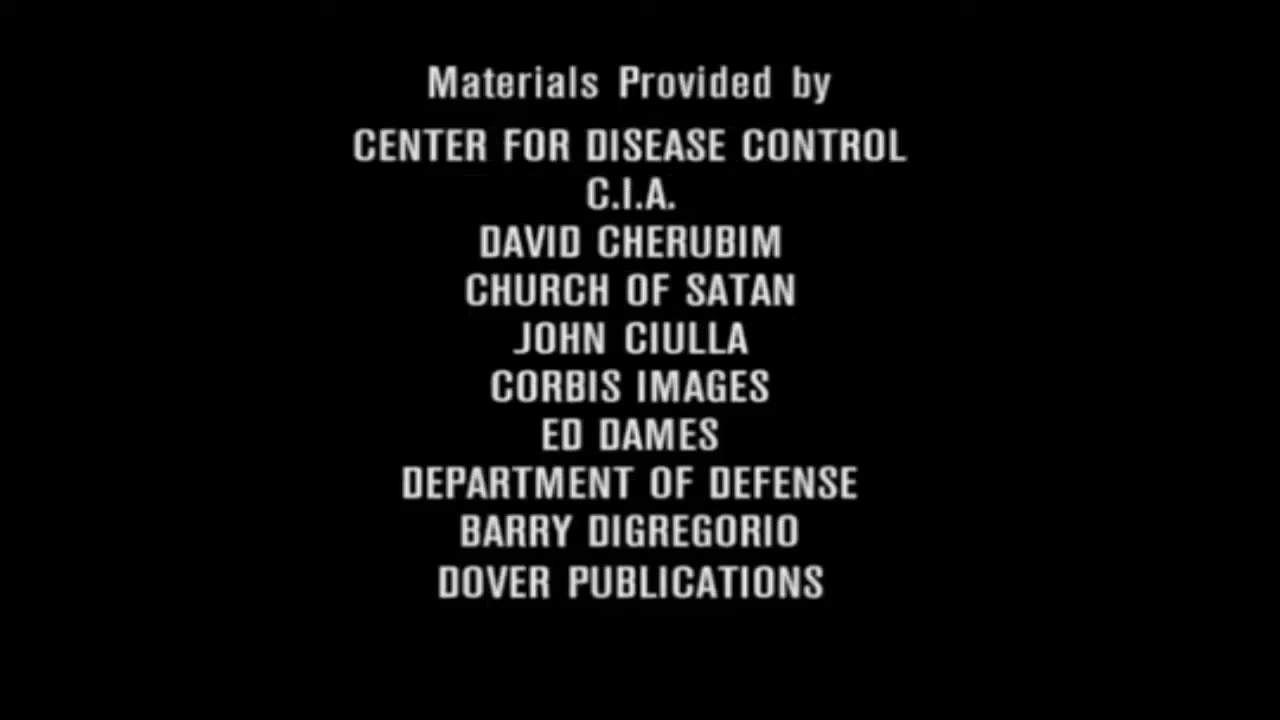 Materials Provided by
CENTER FOR DISEASE CONTROL
C.I.A.
DAVID CHERUBIM
CHURCH OF SATAN
JOHN CIULLA
CORBIS IMAGES
ED DAMES
DEPARTMENT OF DEFENSE
BARRY DIGREGORIO
DOVER PUBLICATIONS